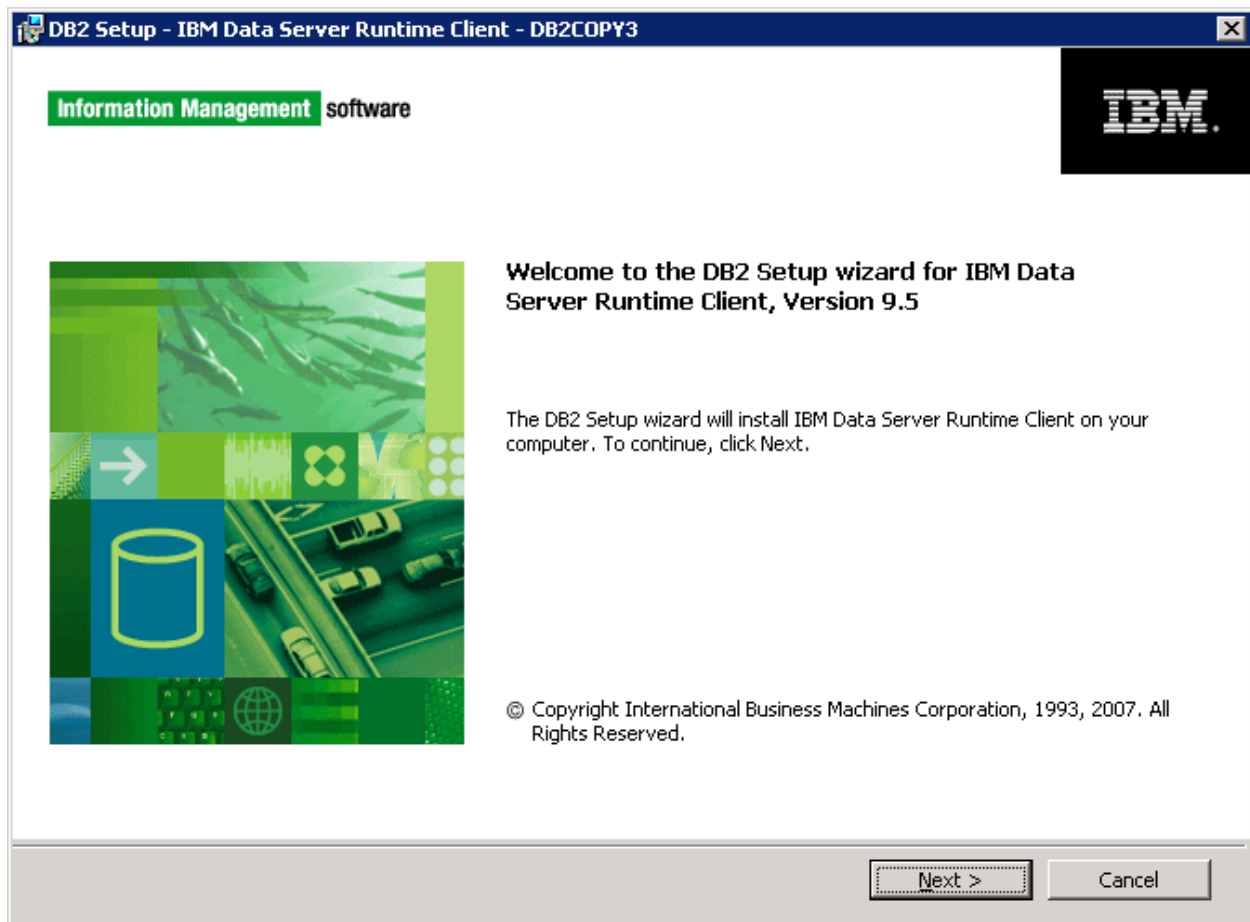 DB2 Setup - IBM Data Server Runtime Client - DB2COPY3
Information Management software
IBM.
Welcome to the DB2 Setup wizard for IBM Data
Server Runtime Client, Version 9.5
The DB2 Setup wizard will install IBM Data Server Runtime Client on your
computer. To continue, click Next.
© Copyright International Business Machines Corporation, 1993, 2007. All
Rights Reserved.
Next >
Cancel